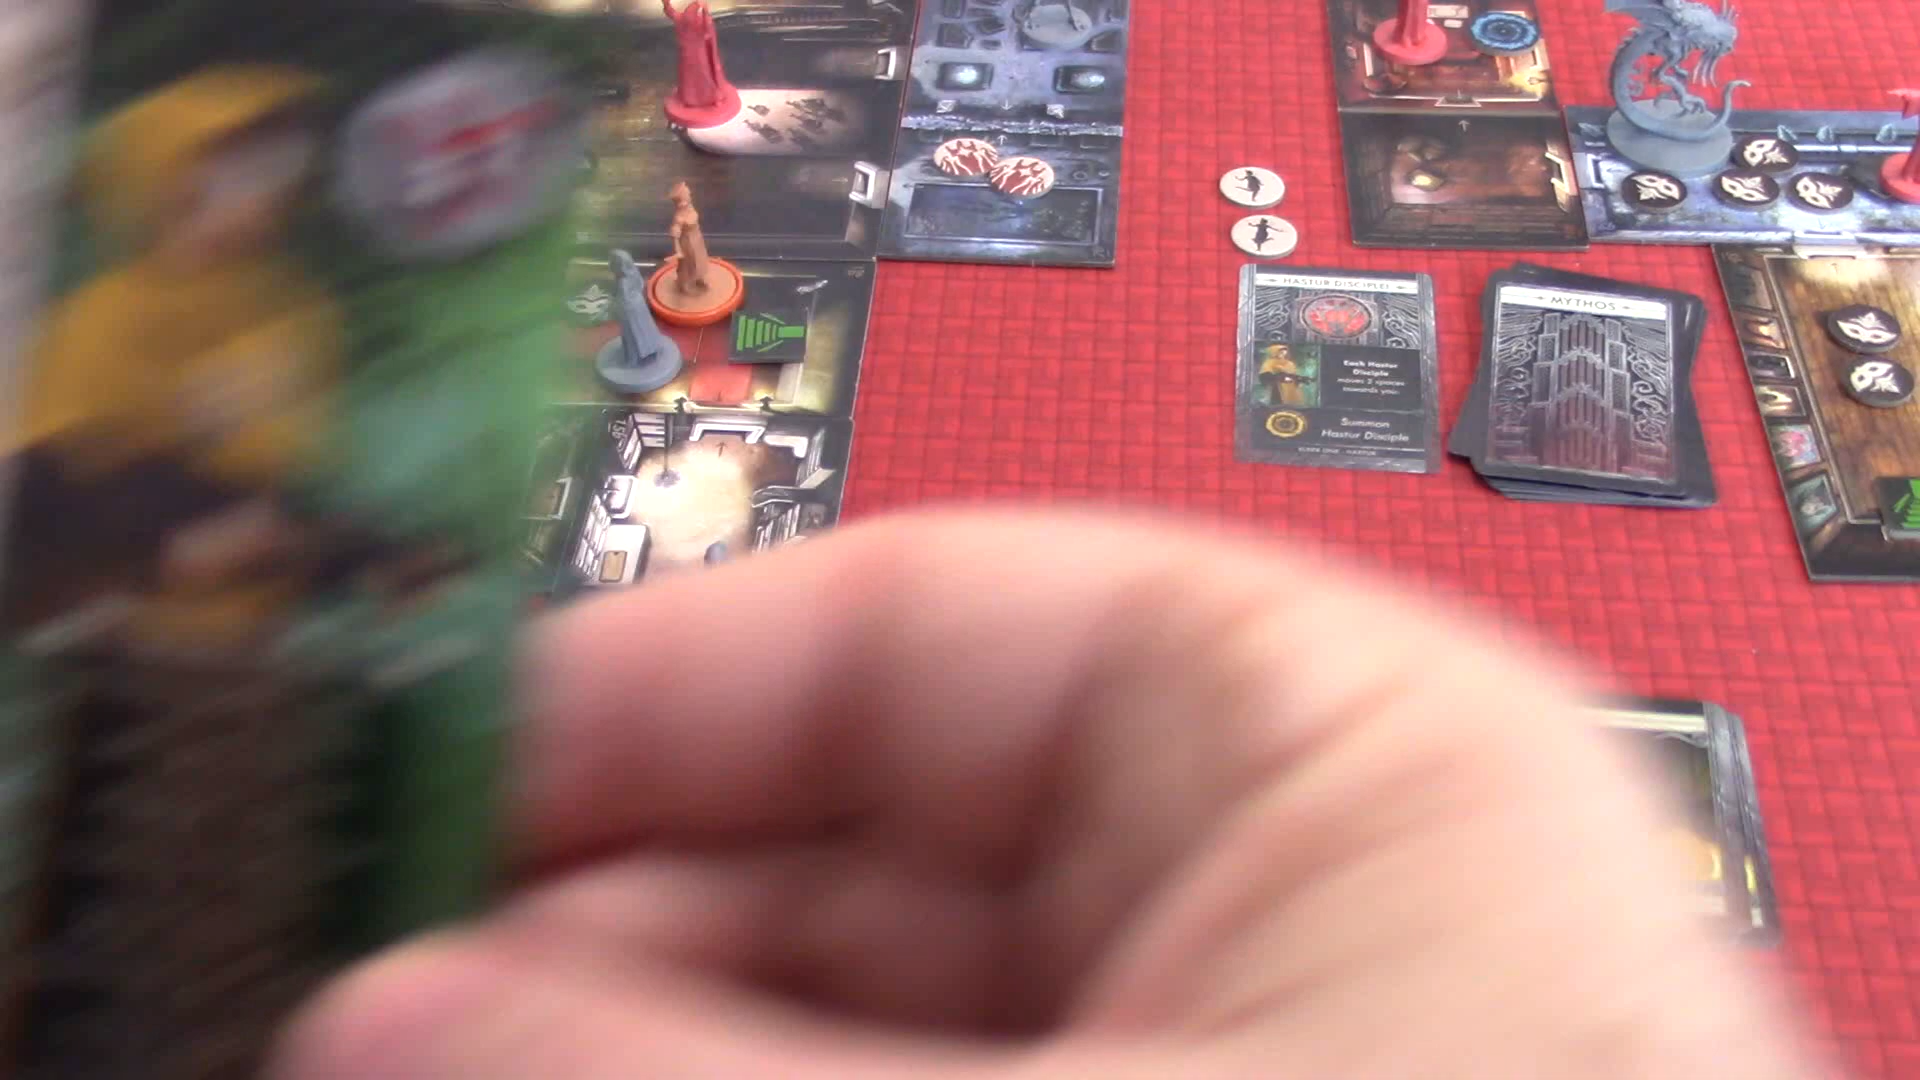 HASTUR DISCIPLE!
Each Hastur
Disciple
moves 2 spaces
towards you.
Summon
Hastur Disciple
MYTHOS